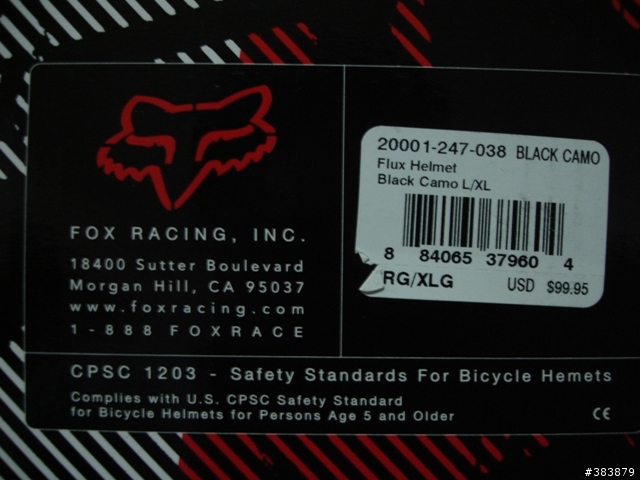 FOX RACING, INC.
18400 Sutter Boulevard
Morgan Hill, CA 95037
www.foxracing.com
1-888 FOXRACE
20001-247-038 BLACK CAMO
Flux Helmet
Black Camo L/XL
8 84065 37960 4
RG/XLG USD $99.95
CPSC 1203 - Safety Standards For Bicycle Hemets
Complies with U.S. CPSC Safety Standard
for Bicycle Helmets for Persons Age 5 and Older
CE
#383879